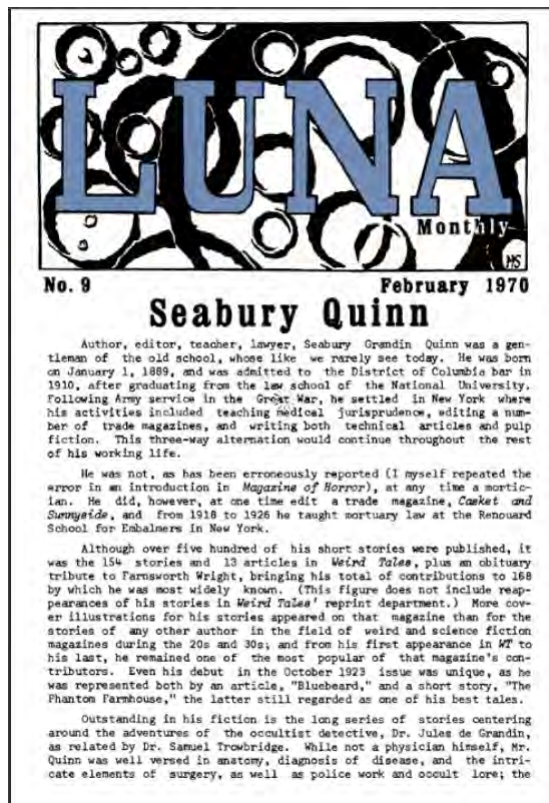 LUNA
Monthly
MS
No. 9 February 1970
Seabury Quinn
Author, editor, teacher, lawyer, Seabury Grandin Quinn was a gen-
tleman of the old school, whose like we rarely see today. He was born
on January 1, 1889, and was admitted to the District of Columbia bar in
1910, after graduating from the law school of the National University.
Following Army service in the Great War, he settled in New York where
his activities included teaching medical jurisprudence, editing a num-
ber of trade magazines, and writing both technical articles and pulp
fiction. This three-way alternation would continue throughout the rest
of his working life.
He was not, as has been erroneously reported (I myself repeated the
error in an introduction in Magazine of Horror), at any time a mortic-
ian. He did, however, at one time edit a trade magazine, Casket and
Sunnyside, and from 1918 to 1926 he taught mortuary law at the Renouard
School for Embalmers in New York.
Although over five hundred of his short stories were published, it
was the 154 stories and 13 articles in Weird Tales, plus an obituary
tribute to Farnsworth Wright, bringing his total of contributions to 168
by which he was most widely known. (This figure does not include reap-
pearances of his stories in Weird Tales' reprint department.) More cov-
er illustrations for his stories appeared on that magazine than for the
stories of any other author in the field of weird and science fiction
magazines during the 20s and 30s; and from his first appearance in WT to
his last, he remained one of the most popular of that magazine's con-
tributors. Even his debut in the October 1923 issue was unique, as he
was represented both by an article, "Bluebeard," and a short story, "The
Phantom Farmhouse," the latter still regarded as one of his best tales.
Outstanding in his fiction is the long series of stories centering
around the adventures of the occultist detective, Dr. Jules de Grandin,
as related by Dr. Samuel Trowbridge. While not a physician himself, Mr.
Quinn was well versed in anatomy, diagnosis of disease, and the intri-
cate elements of surgery, as well as police work and occult lore; the